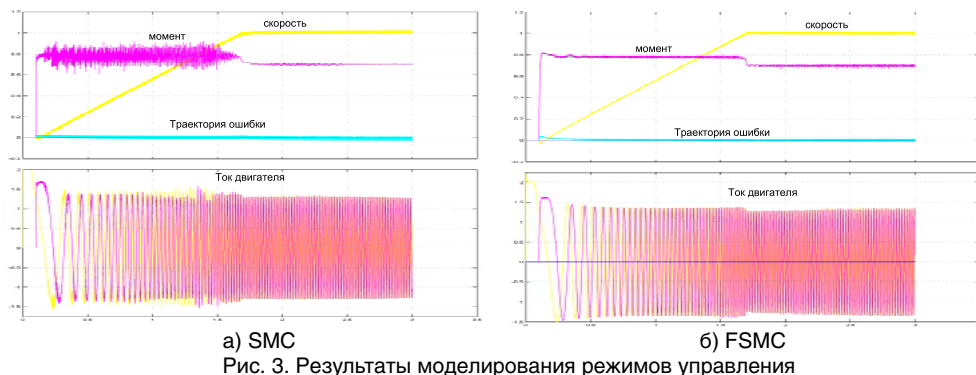 скорость
момент
Траектория ошибки
Ток двигателя
а) SMC
скорость
момент
Траектория ошибки
Ток двигателя
б) FSMC
Рис. 3. Результаты моделирования режимов управления